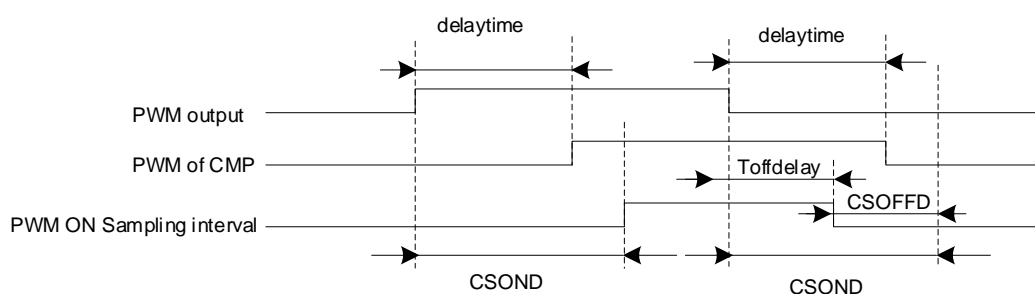 delaytime
delaytime
PWM output
PWM of CMP
Toffdelay
CSOFFD
PWM ON Sampling interval
CSOND
CSOND